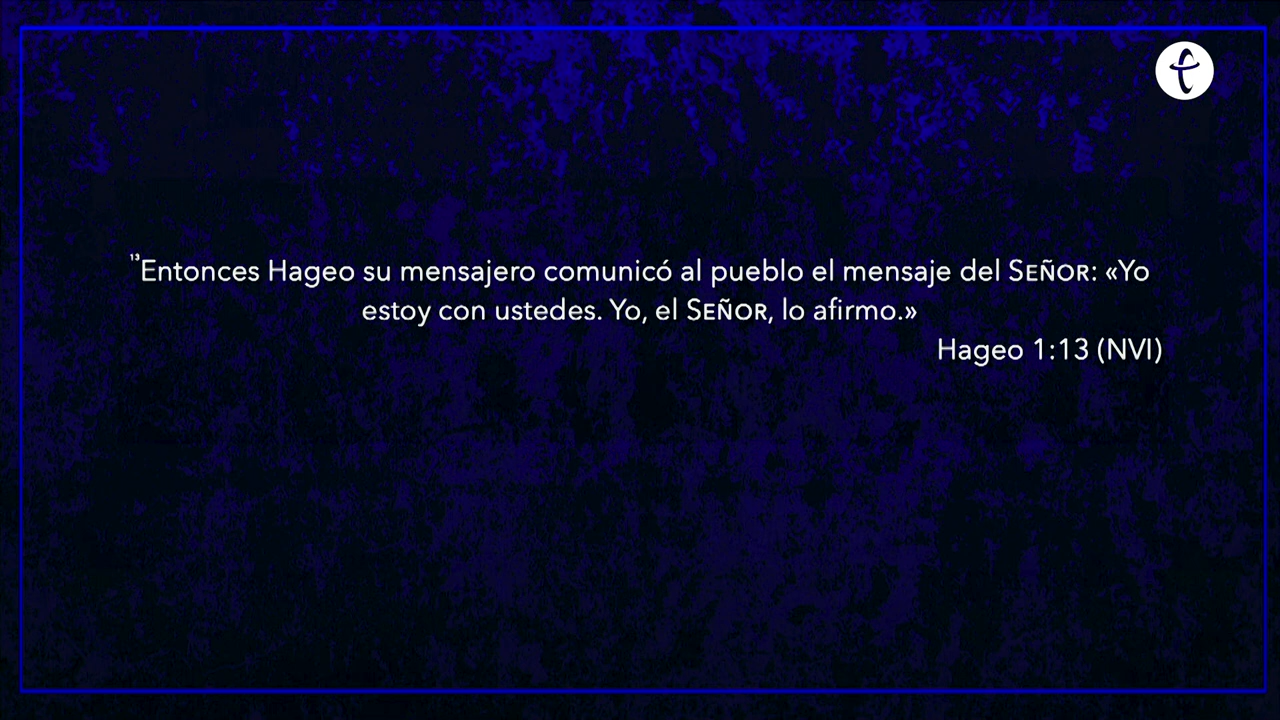 ¹³Entonces Hageo su mensajero comunicó al pueblo el mensaje del SEÑOR: «Yo
estoy con ustedes. Yo, el SEÑOR, lo afirmo.»
Hageo 1:13 (NVI)